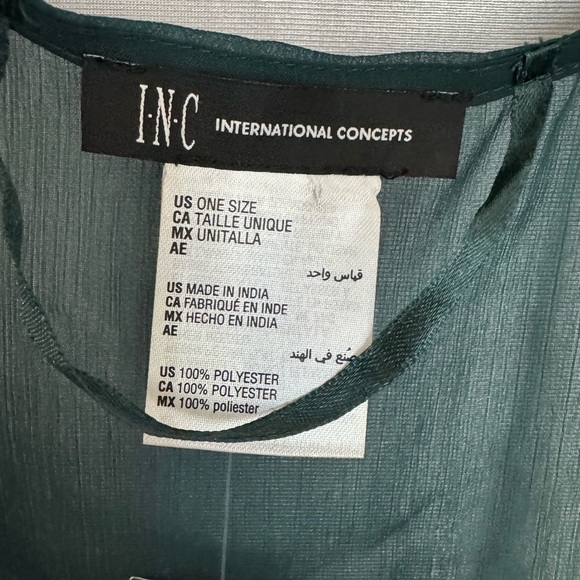 I·N·C INTERNATIONAL CONCEPTS
US ONE SIZE
CA TAILLE UNIQUE
MX UNITALLA
AE
قياس واحد
US MADE IN INDIA
CA FABRIQUÉ EN INDE
MX HECHO EN INDIA
AE
صُنع في الهند
US 100% POLYESTER
CA 100% POLYESTER
MX 100% poliester